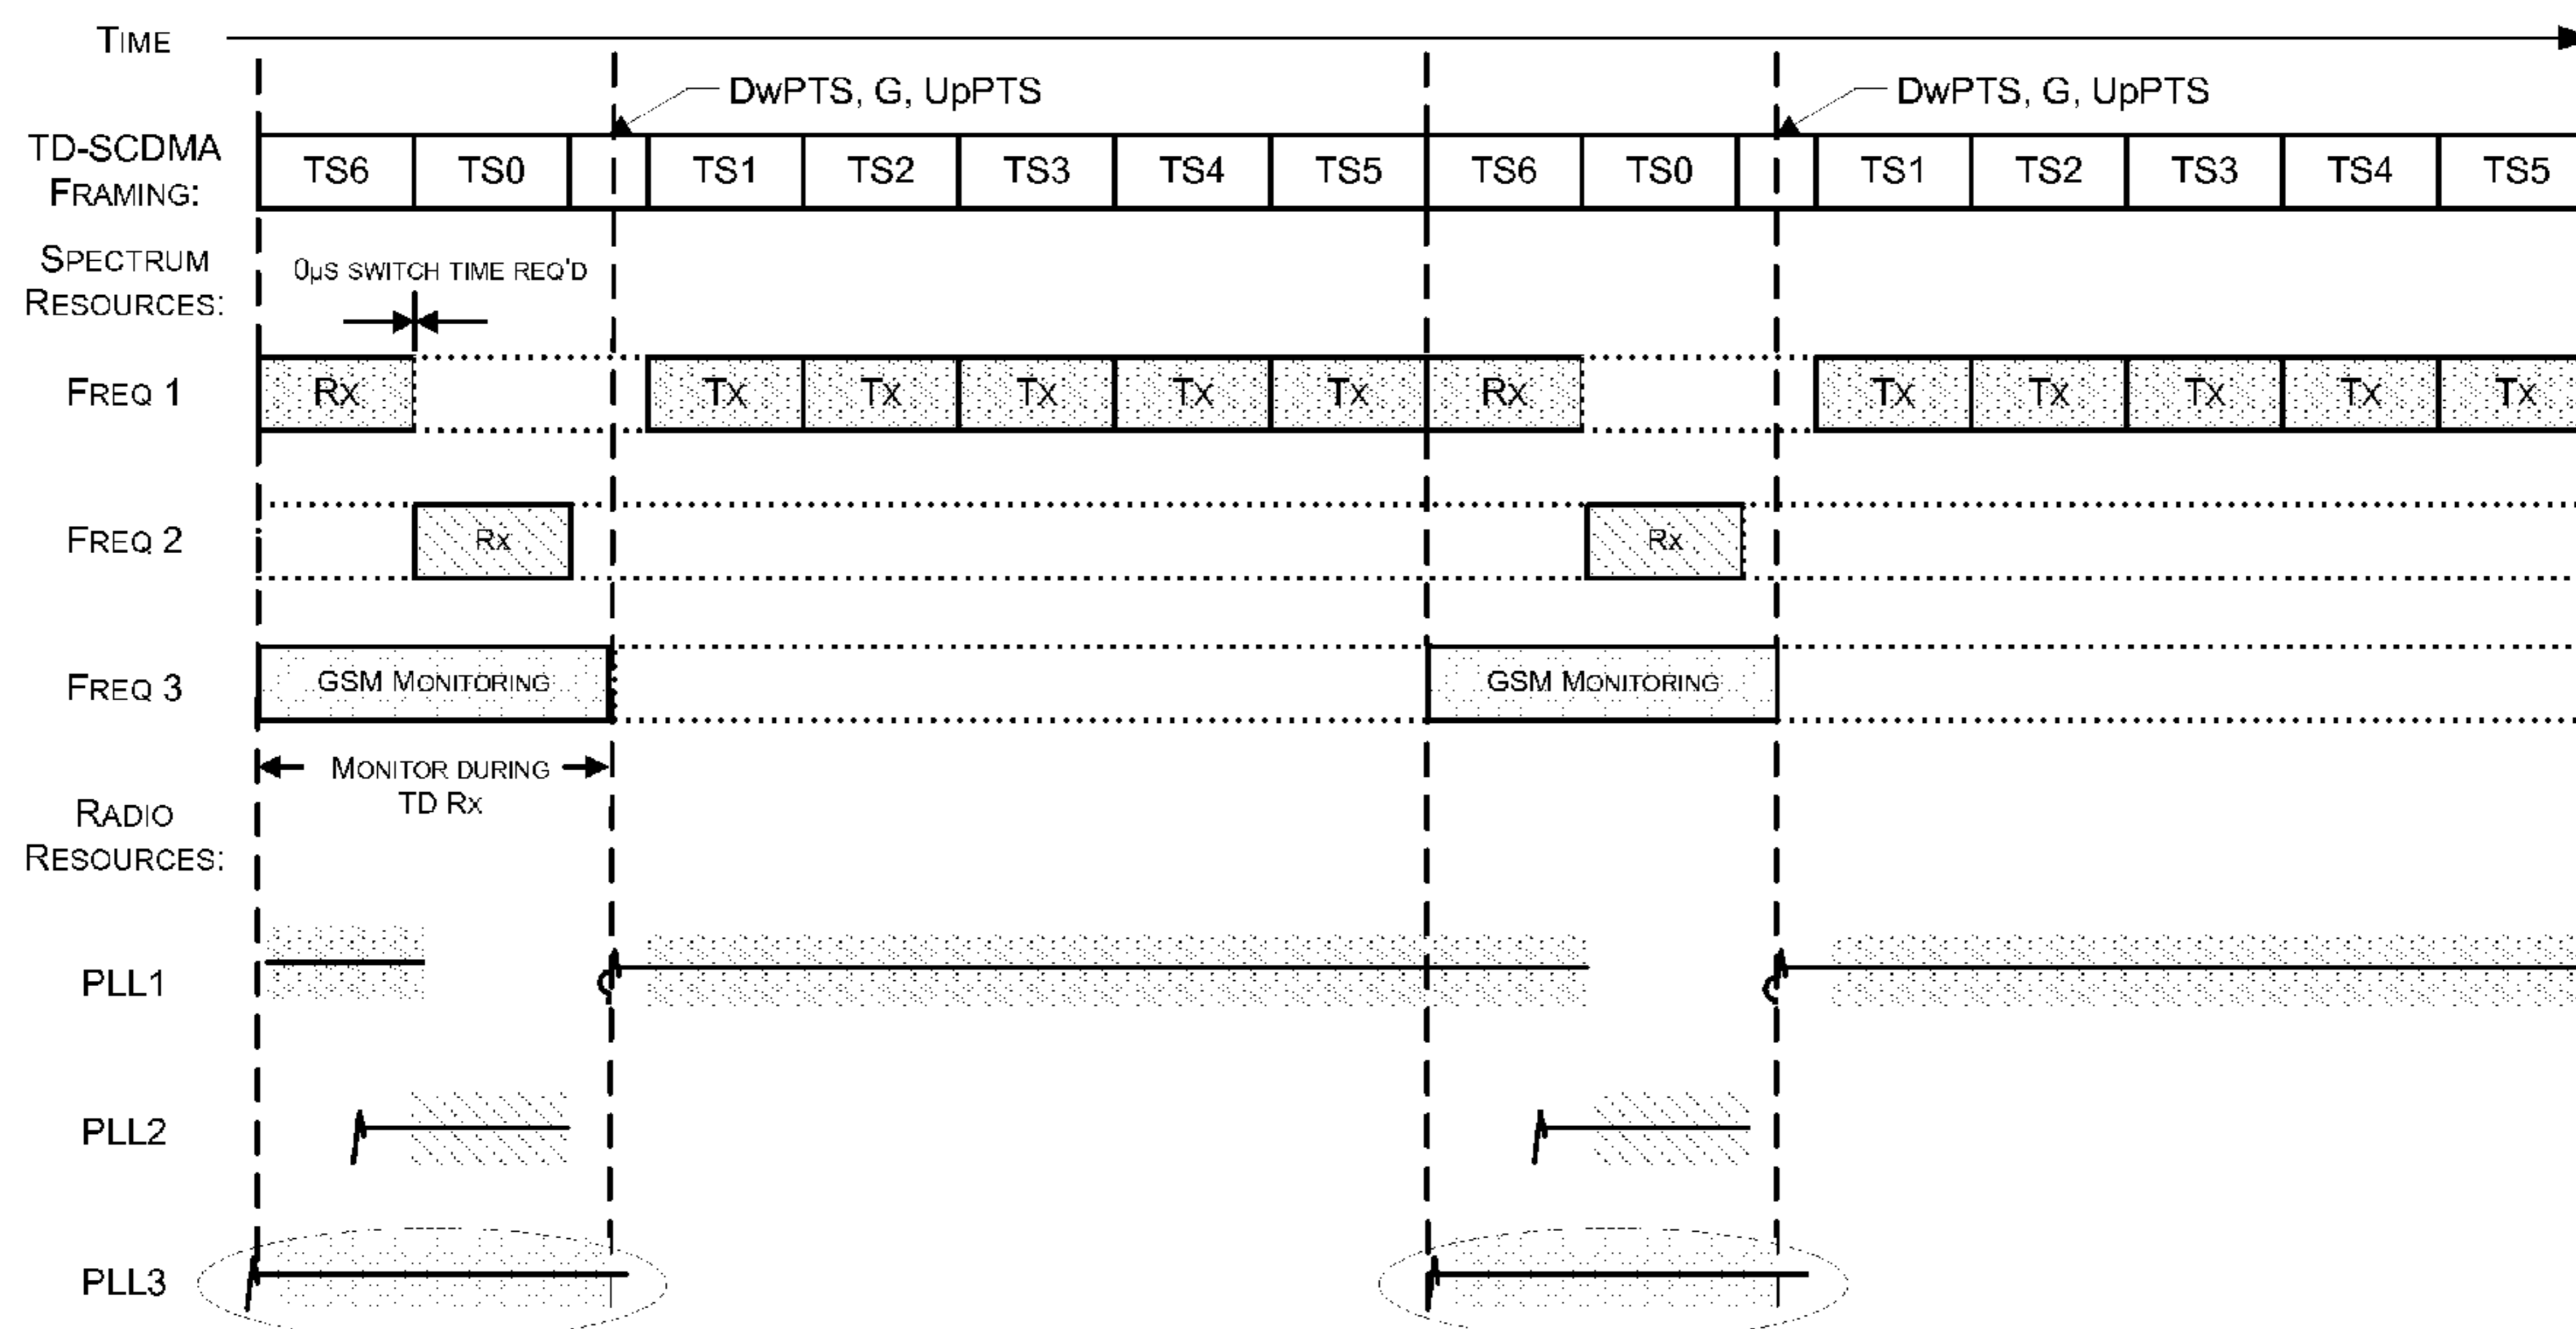 TIME
DwPTS, G, UpPTS DwPTS, G, UpPTS
TD-SCDMA
FRAMING:
TS6 TS0 TS1 TS2 TS3 TS4 TS5 TS6 TS0 TS1 TS2 TS3 TS4 TS5
SPECTRUM
RESOURCES:
0µS SWITCH TIME REQ'D
FREQ 1 RX TX TX TX TX TX RX TX TX TX TX TX
FREQ 2 RX RX
FREQ 3 GSM MONITORING GSM MONITORING
MONITOR DURING
TD RX
RADIO
RESOURCES:
PLL1
PLL2
PLL3